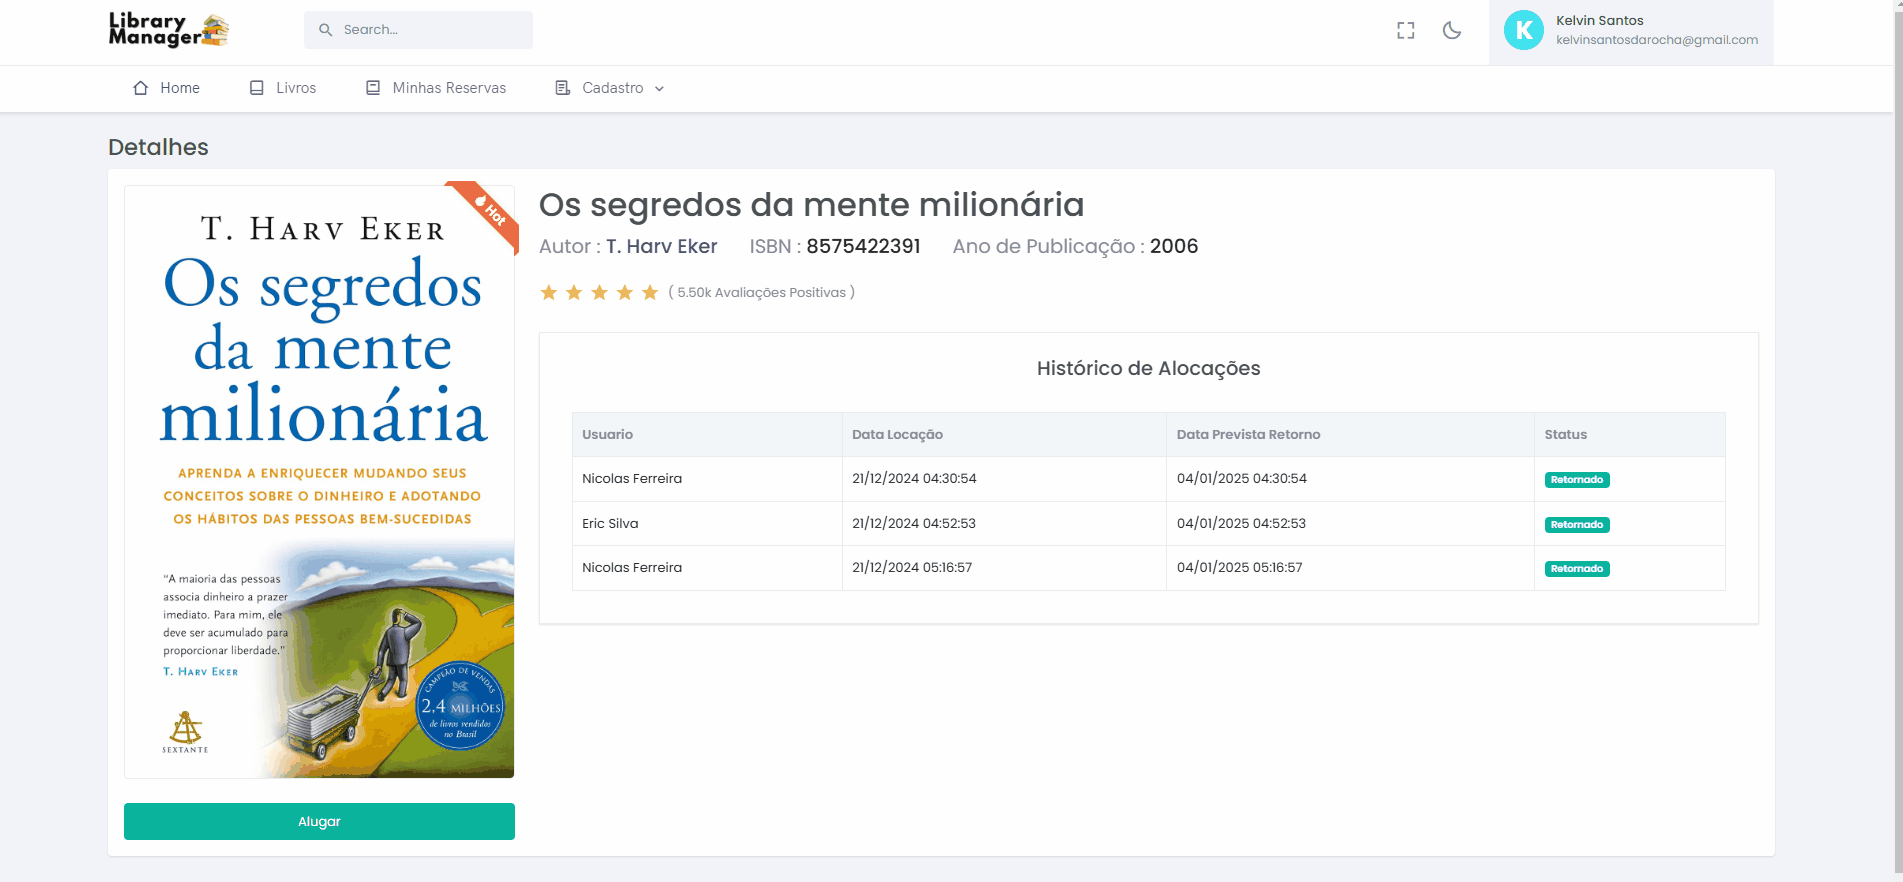 Library
Manager
Search...
K
Kelvin Santos
kelvinsantosdarocha@gmail.com
Home
Livros
Minhas Reservas
Cadastro
Detalhes
Hot
T. Harv Eker
Os segredos
da mente
milionária
APRENDA A ENRIQUECER MUDANDO SEUS
CONCEITOS SOBRE O DINHEIRO E ADOTANDO
OS HÁBITOS DAS PESSOAS BEM-SUCEDIDAS
“A maioria das pessoas
associa dinheiro a prazer
imediato. Para mim, ele
deve ser acumulado para
proporcionar liberdade.”
T. Harv Eker
SEXTANTE
CAMPEÃO DE VENDAS
2,4 MILHÕES
de livros vendidos
no Brasil
Alugar
Os segredos da mente milionária
Autor : T. Harv Eker ISBN : 8575422391 Ano de Publicação : 2006
( 5.50k Avaliações Positivas )
Histórico de Alocações
Usuario Data Locação Data Prevista Retorno Status
Nicolas Ferreira 21/12/2024 04:30:54 04/01/2025 04:30:54 Retornado
Eric Silva 21/12/2024 04:52:53 04/01/2025 04:52:53 Retornado
Nicolas Ferreira 21/12/2024 05:16:57 04/01/2025 05:16:57 Retornado